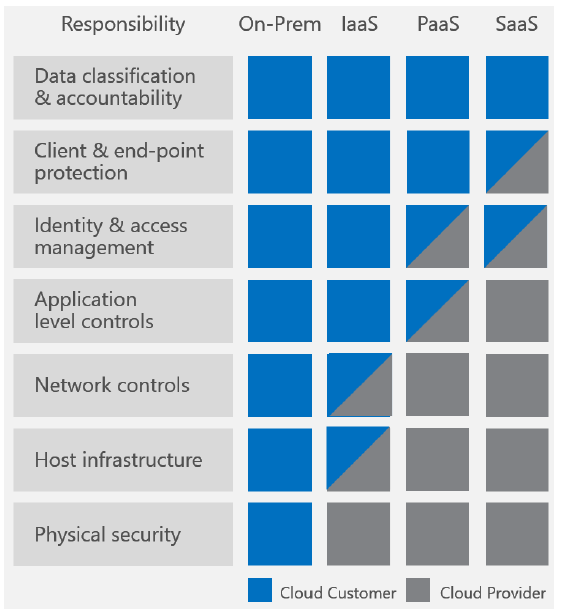 Responsibility On-Prem IaaS PaaS SaaS
Data classification
& accountability
Client & end-point
protection
Identity & access
management
Application
level controls
Network controls
Host infrastructure
Physical security
Cloud Customer Cloud Provider